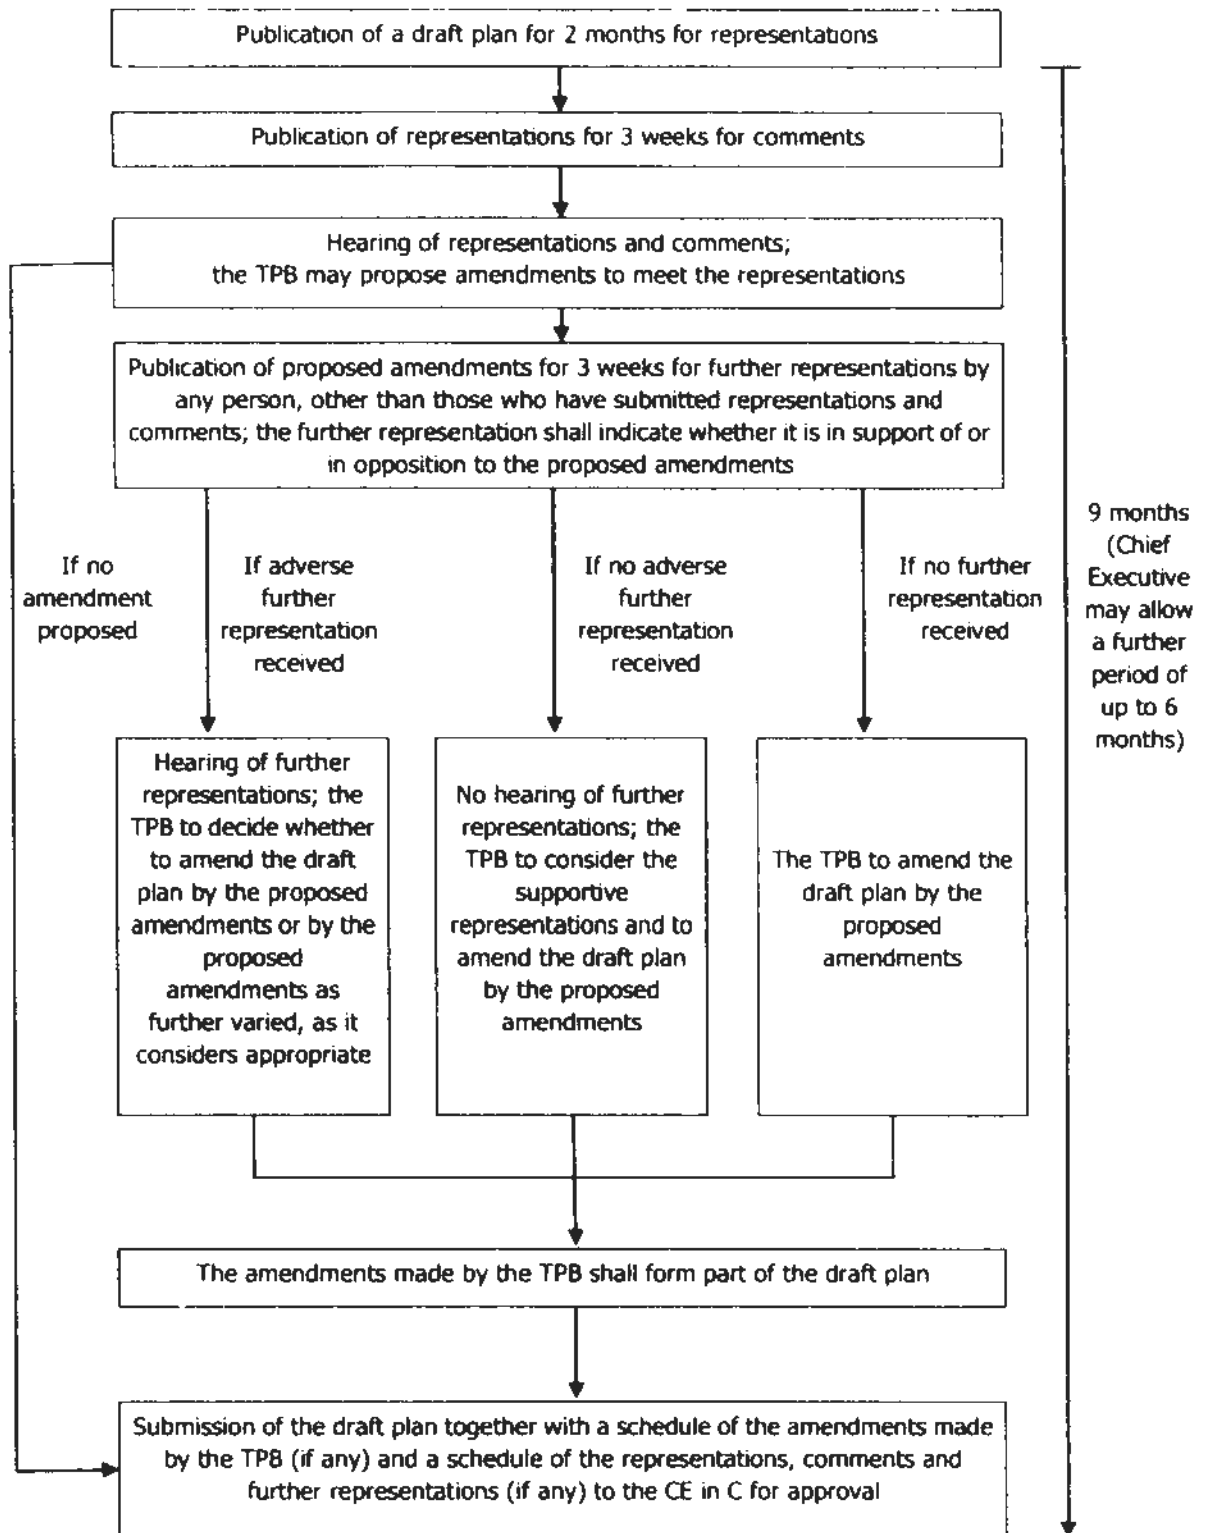 Publication of a draft plan for 2 months for representations
Publication of representations for 3 weeks for comments
Hearing of representations and comments;
the TPB may propose amendments to meet the representations
Publication of proposed amendments for 3 weeks for further representations by
any person, other than those who have submitted representations and
comments; the further representation shall indicate whether it is in support of or
in opposition to the proposed amendments
If no
amendment
proposed
If adverse
further
representation
received
If no adverse
further
representation
received
If no further
representation
received
9 months
(Chief
Executive
may allow
a further
period of
up to 6
months)
Hearing of further
representations; the
TPB to decide whether
to amend the draft
plan by the proposed
amendments or by the
proposed
amendments as
further varied, as it
considers appropriate
No hearing of further
representations; the
TPB to consider the
supportive
representations and to
amend the draft plan
by the proposed
amendments
The TPB to amend the
draft plan by the
proposed
amendments
The amendments made by the TPB shall form part of the draft plan
Submission of the draft plan together with a schedule of the amendments made
by the TPB (if any) and a schedule of the representations, comments and
further representations (if any) to the CE in C for approval